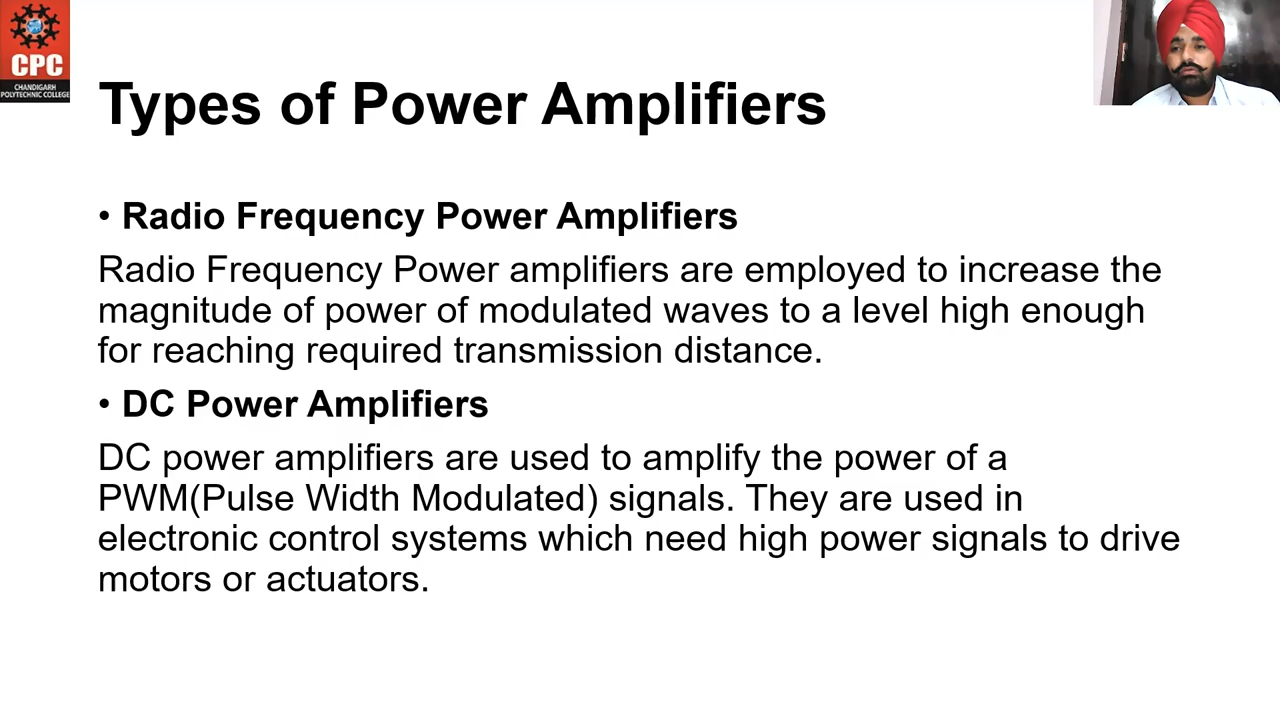 CPC
CHANDIGARH
POLYTECHNIC COLLEGE
Types of Power Amplifiers
• Radio Frequency Power Amplifiers
Radio Frequency Power amplifiers are employed to increase the
magnitude of power of modulated waves to a level high enough
for reaching required transmission distance.
• DC Power Amplifiers
DC power amplifiers are used to amplify the power of a
PWM(Pulse Width Modulated) signals. They are used in
electronic control systems which need high power signals to drive
motors or actuators.